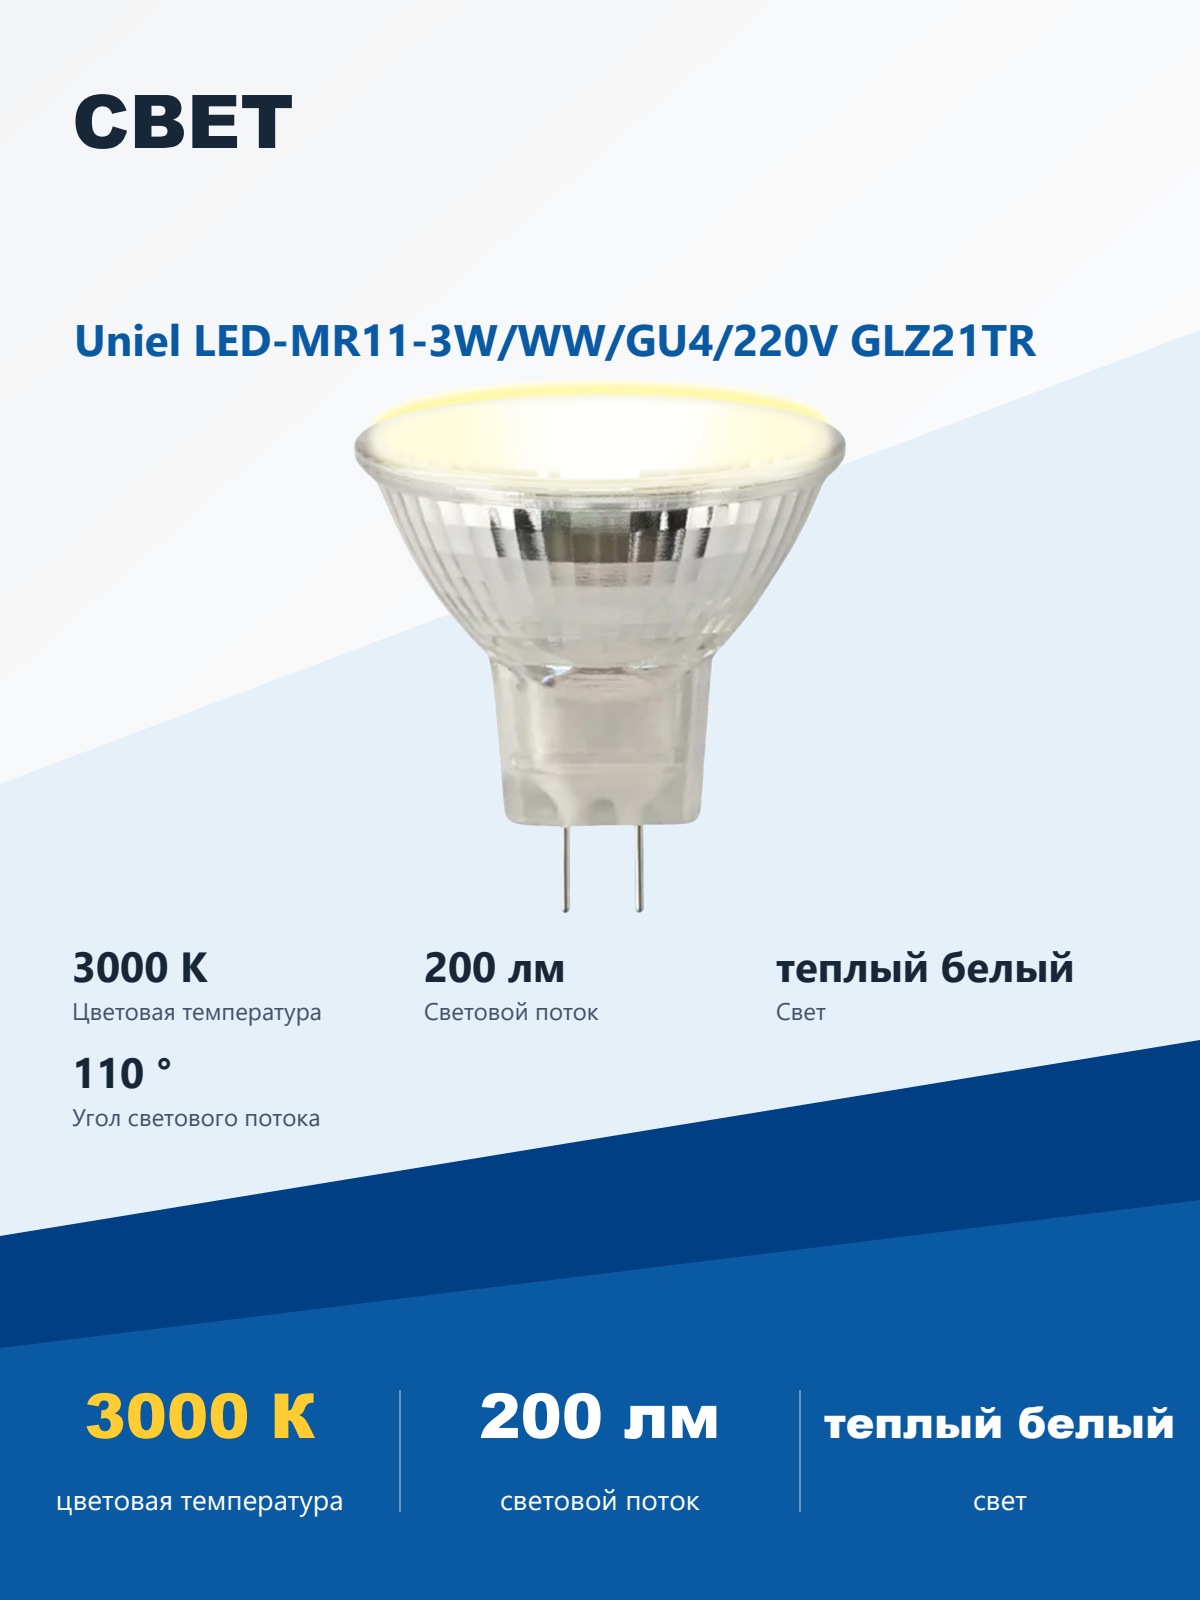 СВЕТ
Uniel LED-MR11-3W/WW/GU4/220V GLZ21TR
3000 К
200 лм
теплый белый
Цветовая температура
Световой поток
Свет
110 °
Угол светового потока
3000 К
200 лм
теплый белый
цветовая температура
световой поток
свет